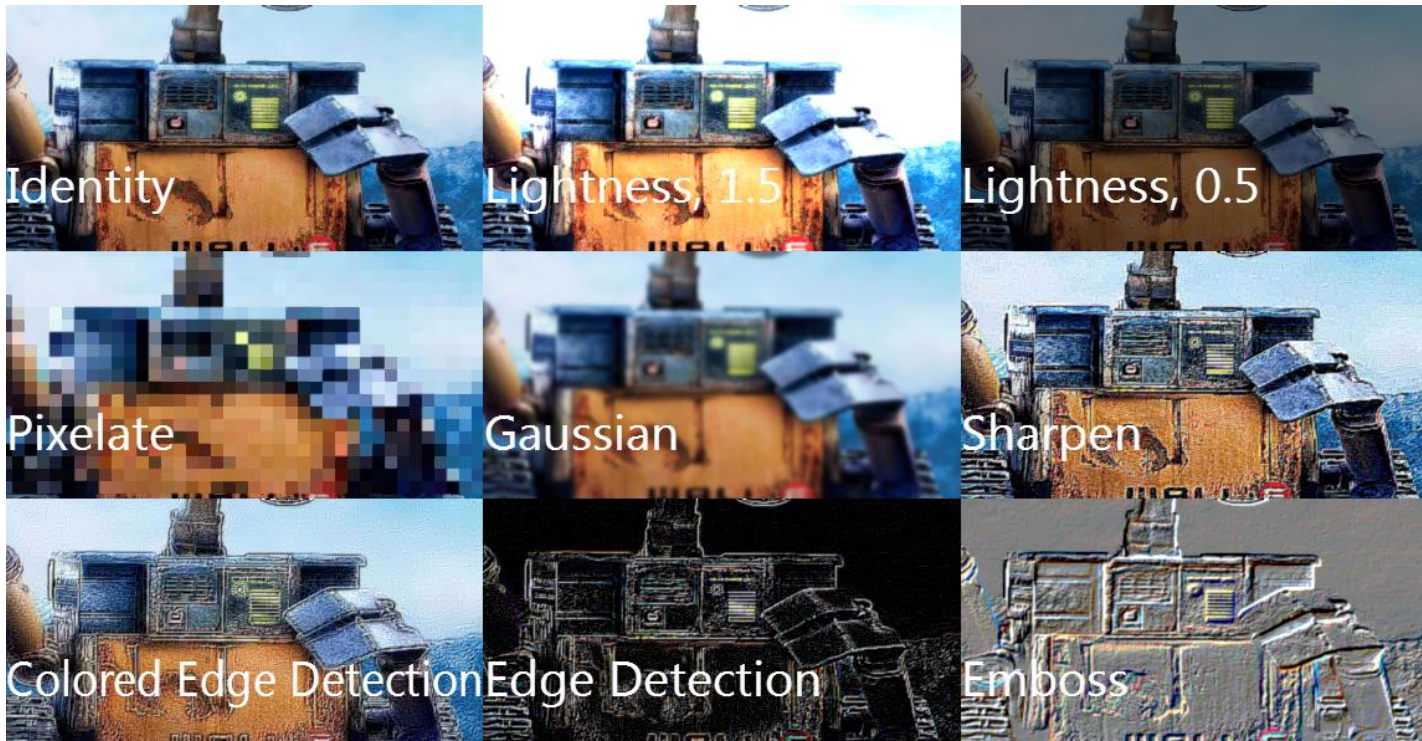 Identity
Lightness, 1.5
Lightness, 0.5
Pixelate
Gaussian
Sharpen
Colored Edge Detection
Edge Detection
Emboss